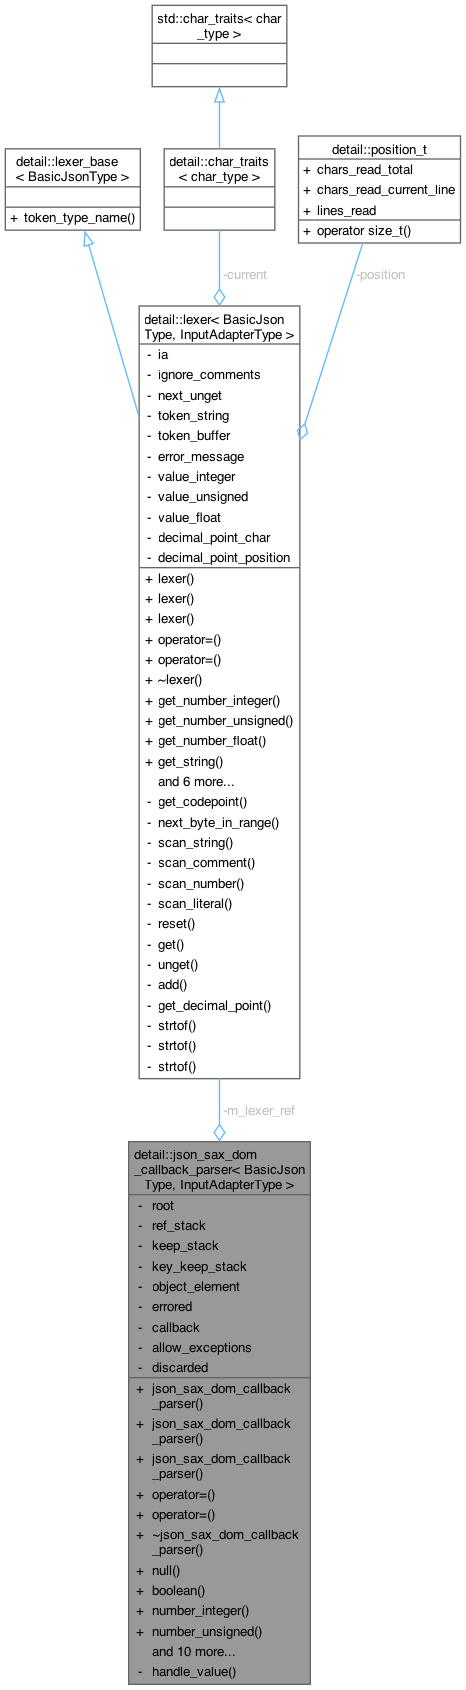 std::char_traits< char
_type >
detail::lexer_base
< BasicJsonType >
+ token_type_name()
detail::char_traits
< char_type >
detail::position_t
+ chars_read_total
+ chars_read_current_line
+ lines_read
+ operator size_t()
-current
-position
detail::lexer< BasicJson
Type, InputAdapterType >
- ia
- ignore_comments
- next_unget
- token_string
- token_buffer
- error_message
- value_integer
- value_unsigned
- value_float
- decimal_point_char
- decimal_point_position
+ lexer()
+ lexer()
+ lexer()
+ operator=()
+ operator=()
+ ~lexer()
+ get_number_integer()
+ get_number_unsigned()
+ get_number_float()
+ get_string()
and 6 more...
- get_codepoint()
- next_byte_in_range()
- scan_string()
- scan_comment()
- scan_number()
- scan_literal()
- reset()
- get()
- unget()
- add()
- get_decimal_point()
- strtof()
- strtof()
- strtof()
-m_lexer_ref
detail::json_sax_dom
_callback_parser< BasicJson
Type, InputAdapterType >
- root
- ref_stack
- keep_stack
- key_keep_stack
- object_element
- errored
- callback
- allow_exceptions
- discarded
+ json_sax_dom_callback
_parser()
+ json_sax_dom_callback
_parser()
+ json_sax_dom_callback
_parser()
+ operator=()
+ operator=()
+ ~json_sax_dom_callback
_parser()
+ null()
+ boolean()
+ number_integer()
+ number_unsigned()
and 10 more...
- handle_value()